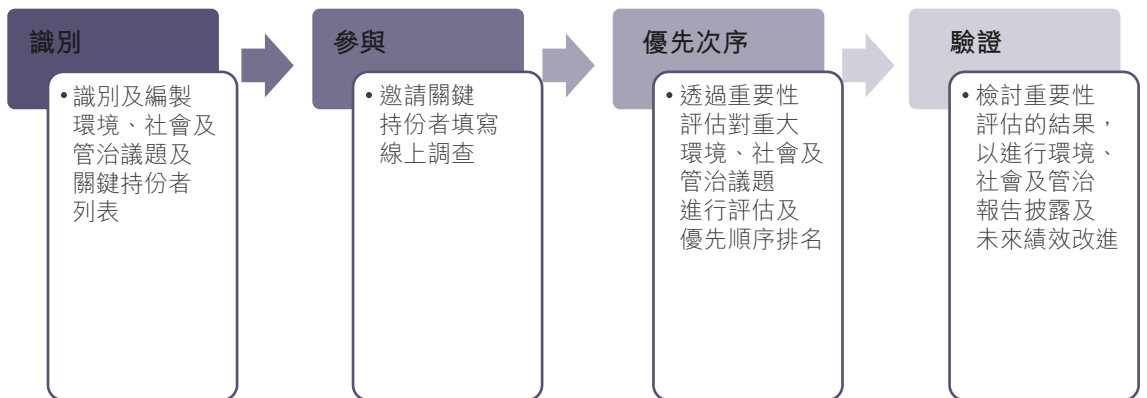 識別
• 識別及編製
環境、社會及
管治議題及
關鍵持份者
列表
參與
• 邀請關鍵
持份者填寫
線上調查
優先次序
• 透過重要性
評估對重大
環境、社會及
管治議題
進行評估及
優先順序排名
驗證
• 檢討重要性
評估的結果，
以進行環境、
社會及管治
報告披露及
未來績效改進